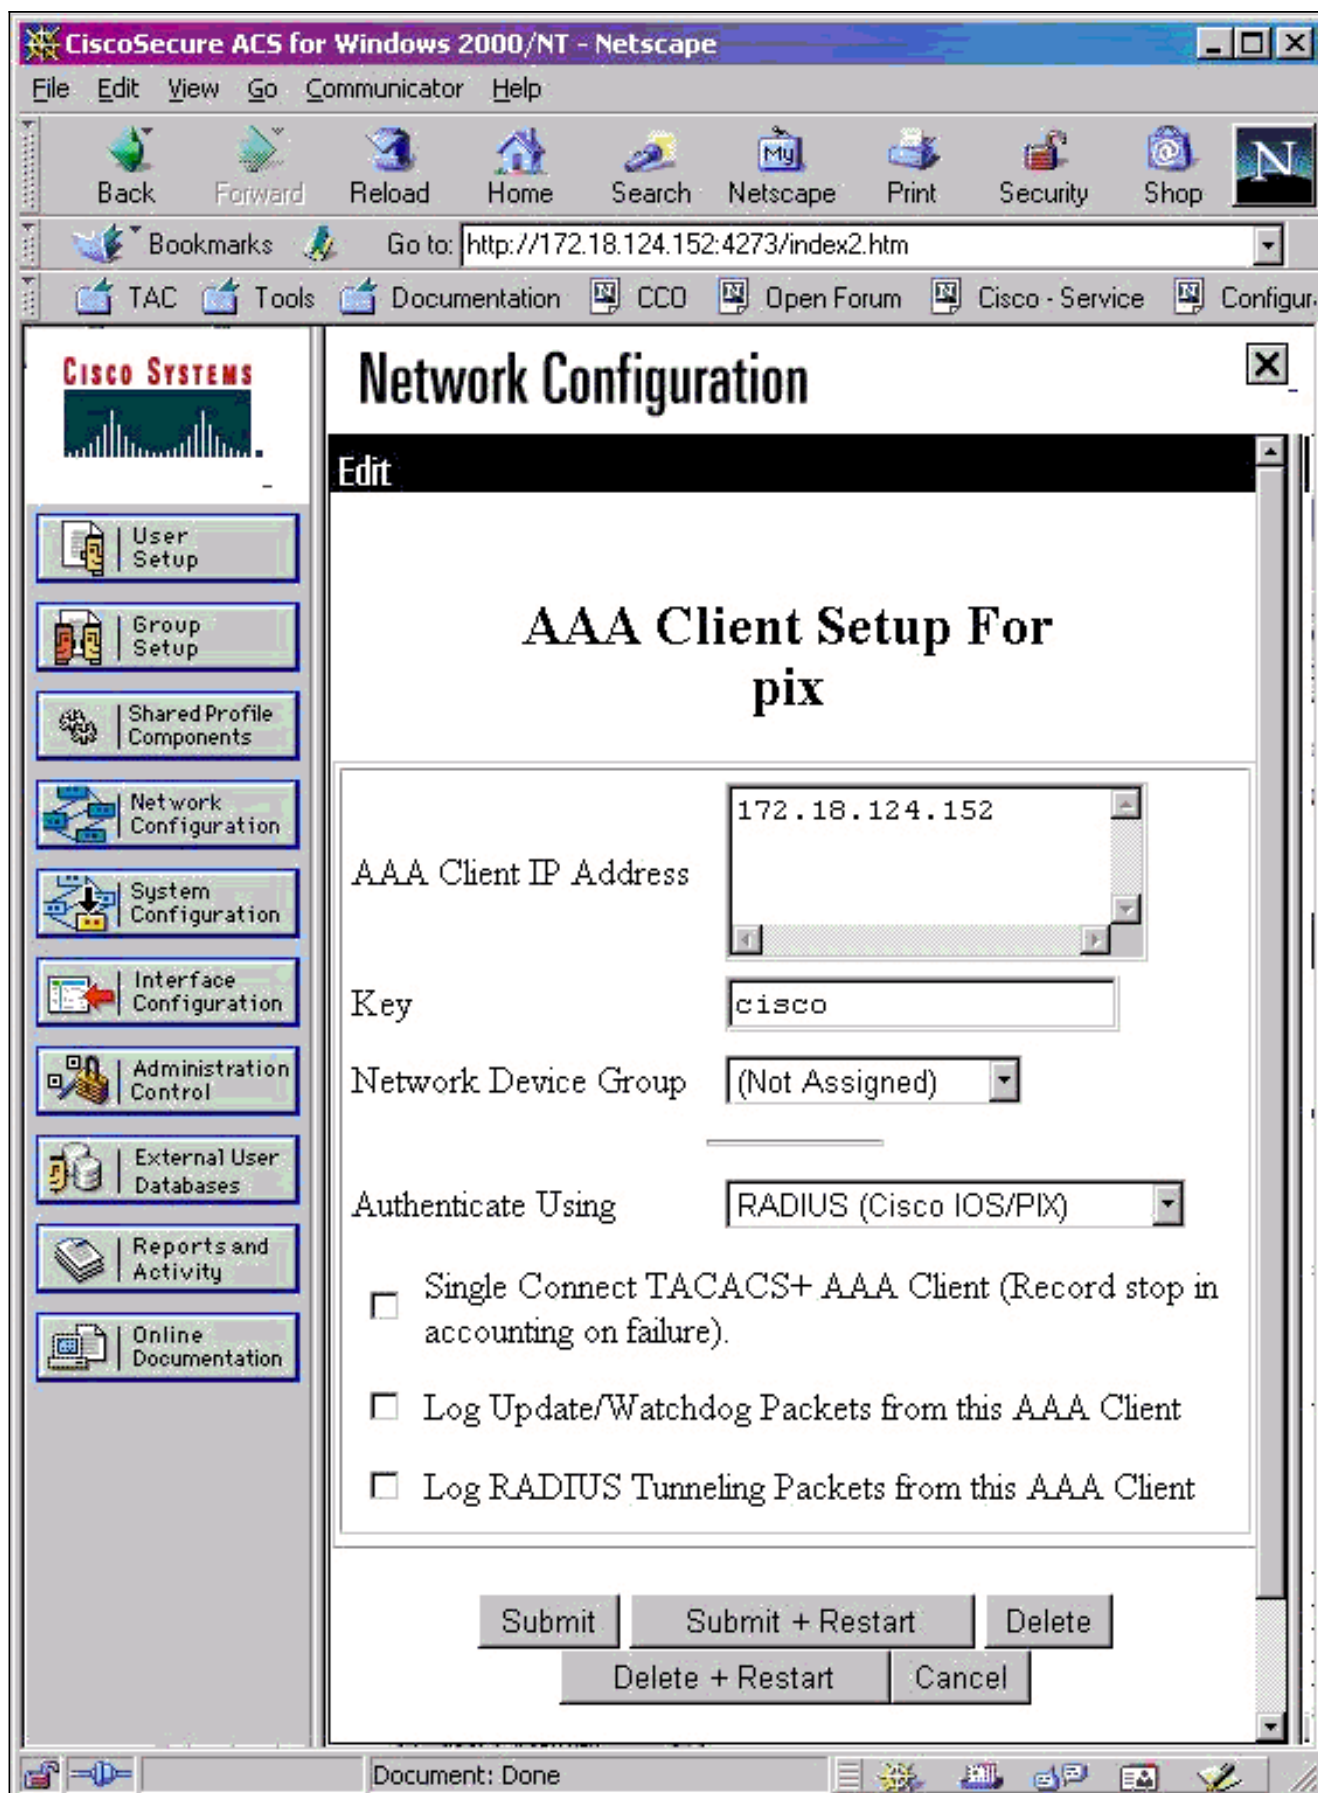 CiscoSecure ACS for Windows 2000/NT - Netscape
File Edit View Go Communicator Help
Back Forward Reload Home Search Netscape Print Security Shop
My
N
Bookmarks Go to: http://172.18.124.152:4273/index2.htm
TAC Tools Documentation CCO Open Forum Cisco - Service Configur
CISCO SYSTEMS
Network Configuration
Edit
User
Setup
Group
Setup
Shared Profile
Components
Network
Configuration
System
Configuration
Interface
Configuration
Administration
Control
External User
Databases
Reports and
Activity
Online
Documentation
AAA Client Setup For
pix
AAA Client IP Address
172.18.124.152
Key cisco
Network Device Group (Not Assigned)
Authenticate Using RADIUS (Cisco IOS/PIX)
Single Connect TACACS+ AAA Client (Record stop in
accounting on failure).
Log Update/Watchdog Packets from this AAA Client
Log RADIUS Tunneling Packets from this AAA Client
Submit Submit + Restart Delete
Delete + Restart Cancel
Document: Done